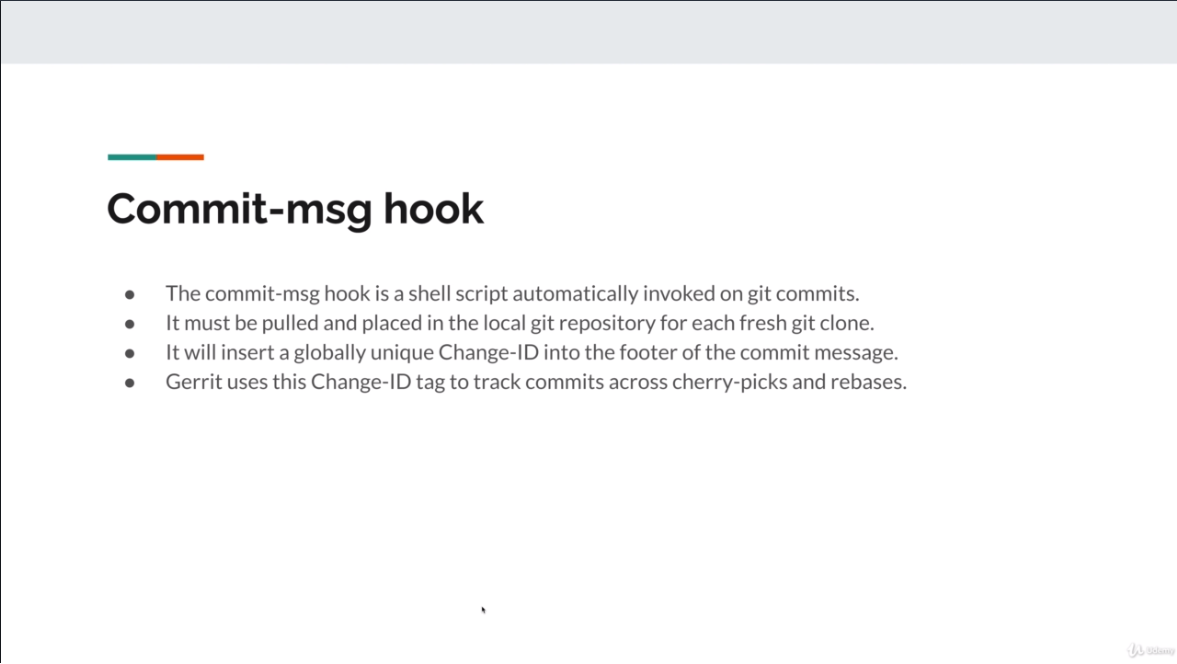 Commit-msg hook
● The commit-msg hook is a shell script automatically invoked on git commits.
● It must be pulled and placed in the local git repository for each fresh git clone.
● It will insert a globally unique Change-ID into the footer of the commit message.
● Gerrit uses this Change-ID tag to track commits across cherry-picks and rebases.
Udemy